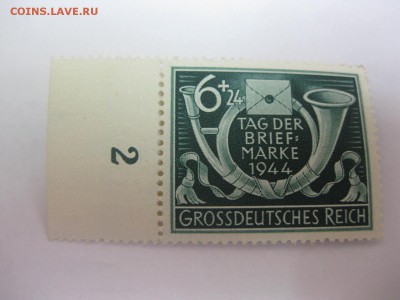 COINS.LAVE.RU
6+24
TAG DER
BRIEF=
MARKE
1944
GROSSDEUTSCHES REICH
2